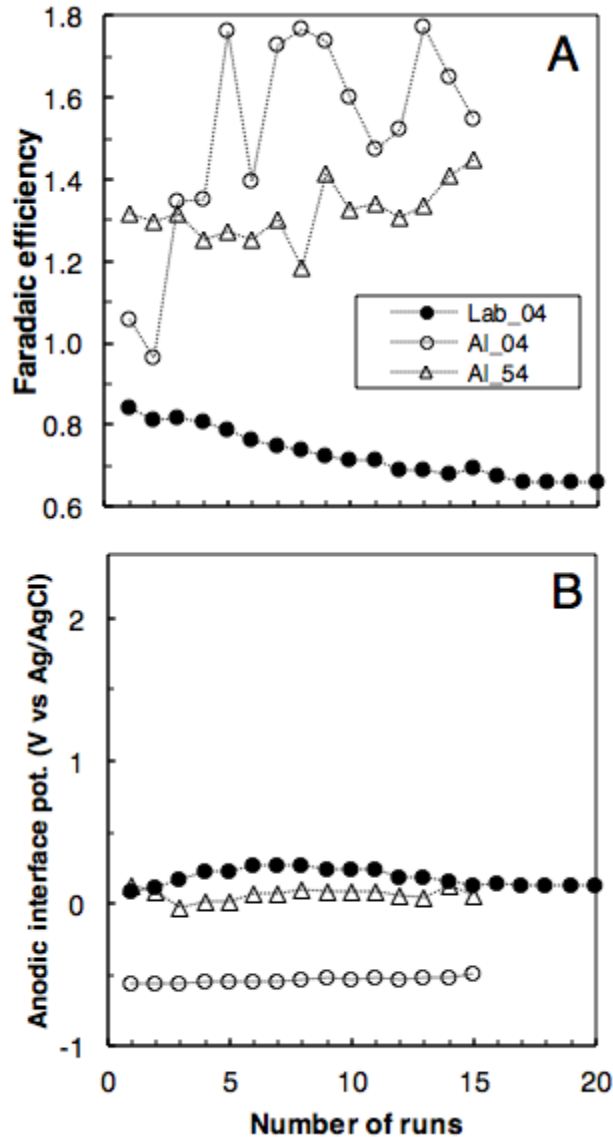 A
Faradaic efficiency
1.8
1.6
1.4
1.2
1.0
0.8
0.6
Lab_04
Al_04
Al_54
B
Anodic interface pot. (V vs Ag/AgCl)
2
1
0
-1
0 5 10 15 20
Number of runs